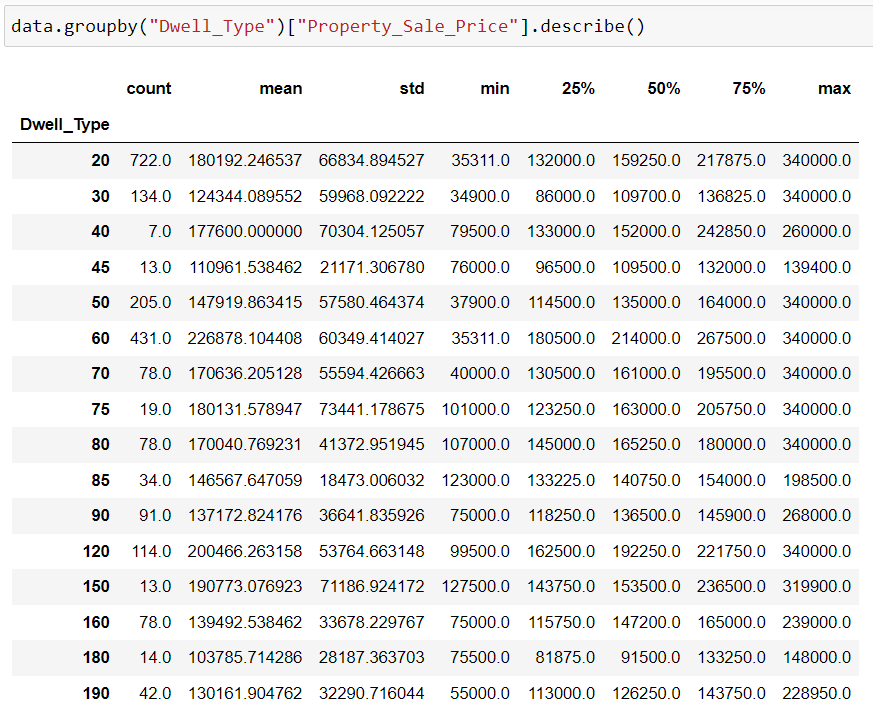 data.groupby("Dwell_Type")["Property_Sale_Price"].describe()
count mean std min 25% 50% 75% max
Dwell_Type
20 722.0 180192.246537 66834.894527 35311.0 132000.0 159250.0 217875.0 340000.0
30 134.0 124344.089552 59968.092222 34900.0 86000.0 109700.0 136825.0 340000.0
40 7.0 177600.000000 70304.125057 79500.0 133000.0 152000.0 242850.0 260000.0
45 13.0 110961.538462 21171.306780 76000.0 96500.0 109500.0 132000.0 139400.0
50 205.0 147919.863415 57580.464374 37900.0 114500.0 135000.0 164000.0 340000.0
60 431.0 226878.104408 60349.414027 35311.0 180500.0 214000.0 267500.0 340000.0
70 78.0 170636.205128 55594.426663 40000.0 130500.0 161000.0 195500.0 340000.0
75 19.0 180131.578947 73441.178675 101000.0 123250.0 163000.0 205750.0 340000.0
80 78.0 170040.769231 41372.951945 107000.0 145000.0 165250.0 180000.0 340000.0
85 34.0 146567.647059 18473.006032 123000.0 133225.0 140750.0 154000.0 198500.0
90 91.0 137172.824176 36641.835926 75000.0 118250.0 136500.0 145900.0 268000.0
120 114.0 200466.263158 53764.663148 99500.0 162500.0 192250.0 221750.0 340000.0
150 13.0 190773.076923 71186.924172 127500.0 143750.0 153500.0 236500.0 319900.0
160 78.0 139492.538462 33678.229767 75000.0 115750.0 147200.0 165000.0 239000.0
180 14.0 103785.714286 28187.363703 75500.0 81875.0 91500.0 133250.0 148000.0
190 42.0 130161.904762 32290.716044 55000.0 113000.0 126250.0 143750.0 228950.0